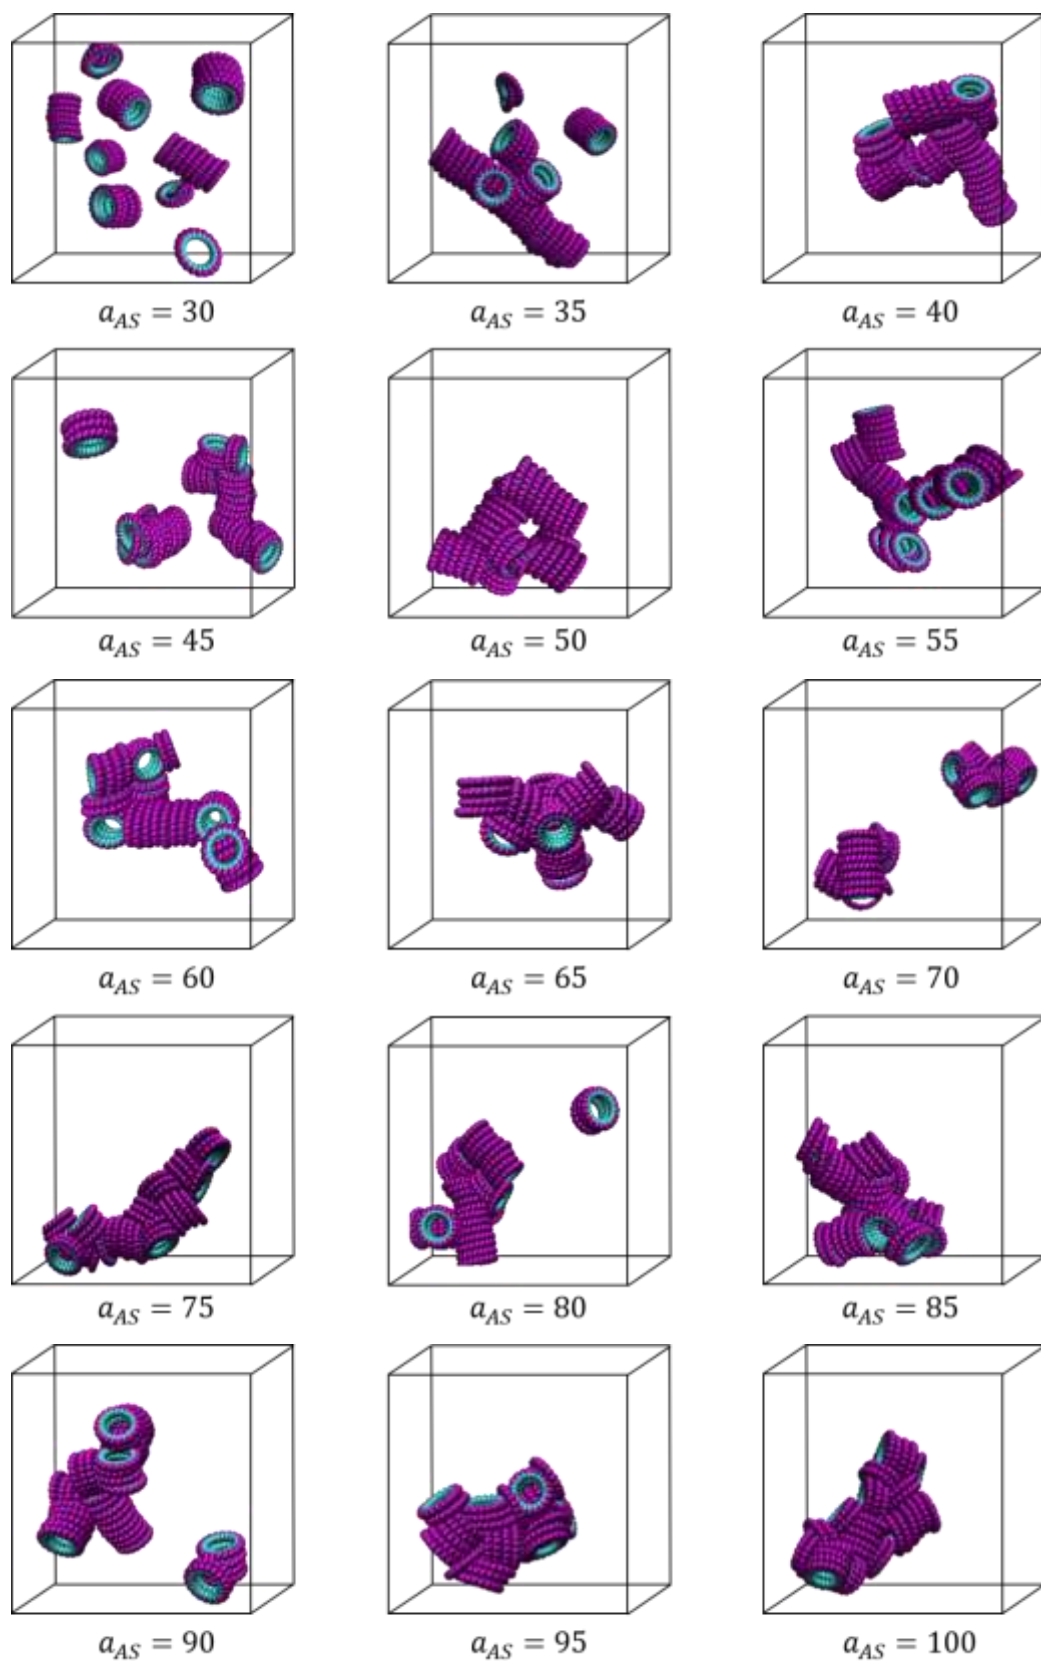 a_AS = 30
a_AS = 35
a_AS = 40
a_AS = 45
a_AS = 50
a_AS = 55
a_AS = 60
a_AS = 65
a_AS = 70
a_AS = 75
a_AS = 80
a_AS = 85
a_AS = 90
a_AS = 95
a_AS = 100